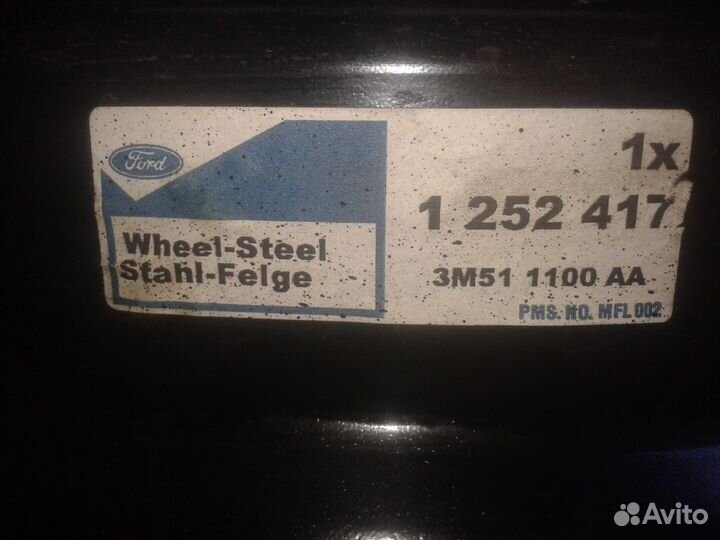 Ford
Wheel-Steel
Stahl-Felge
1x
1 252 417
3M51 1100 AA
PMS. NO. MFL 002
Avito